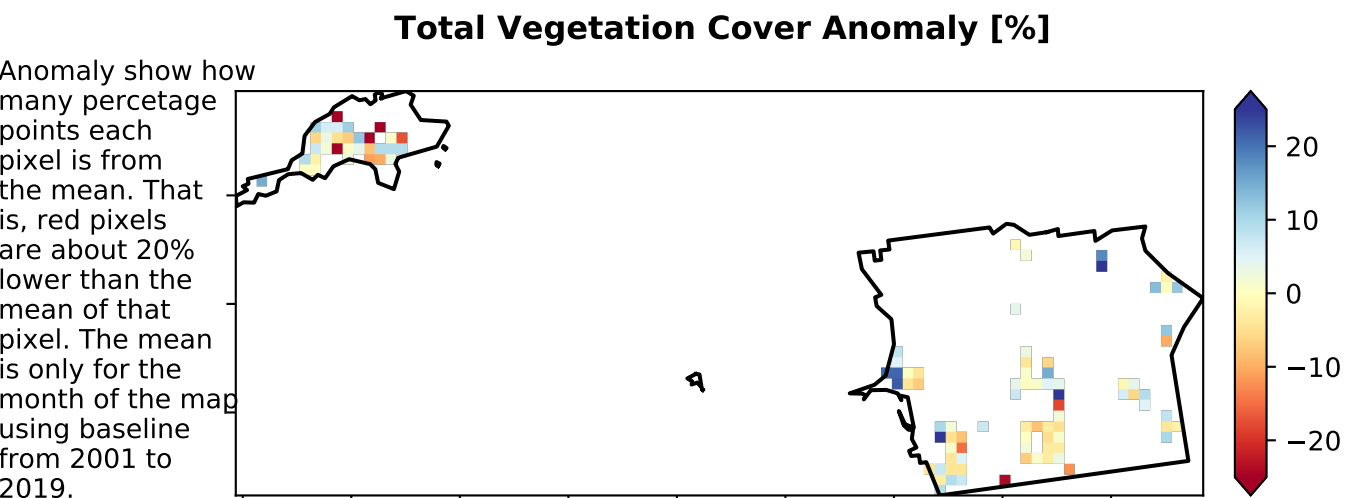 Total Vegetation Cover Anomaly [%]
Anomaly show how
many percetage
points each
pixel is from
the mean. That
is, red pixels
are about 20%
lower than the
mean of that
pixel. The mean
is only for the
month of the map
using baseline
from 2001 to
2019.
20
10
0
−10
−20